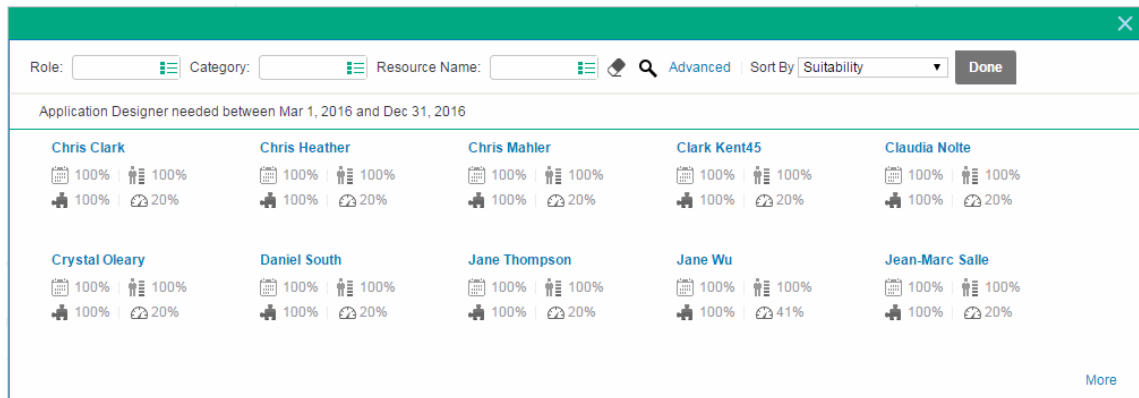 Role: Category: Resource Name: Advanced Sort By Suitability Done
Application Designer needed between Mar 1, 2016 and Dec 31, 2016
Chris Clark Chris Heather Chris Mahler Clark Kent45 Claudia Nolte
100% 100% 100% 100% 100% 100% 100% 100% 100% 100%
100% 20% 100% 20% 100% 20% 100% 20% 100% 20%
Crystal Oleary Daniel South Jane Thompson Jane Wu Jean-Marc Salle
100% 100% 100% 100% 100% 100% 100% 100% 100% 100%
100% 20% 100% 20% 100% 20% 100% 41% 100% 20%
More